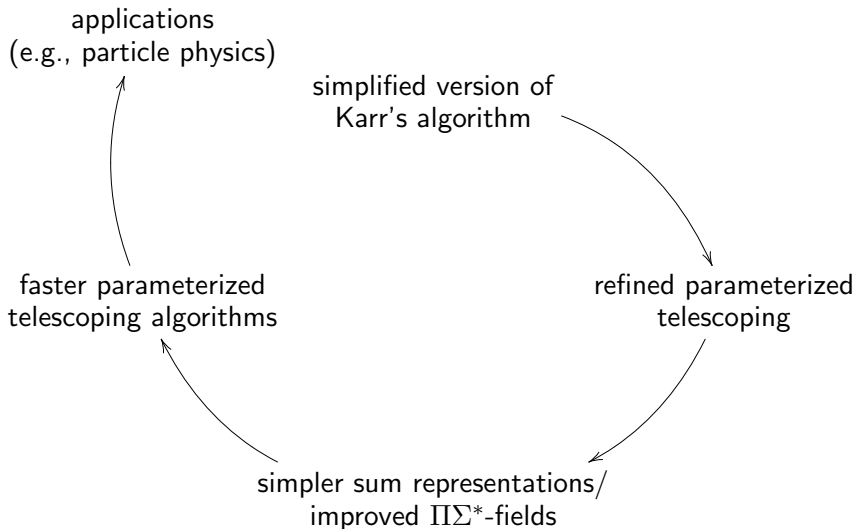 applications
(e.g., particle physics)
simplified version of
Karr's algorithm
faster parameterized
telescoping algorithms
refined parameterized
telescoping
simpler sum representations/
improved ΠΣ*-fields